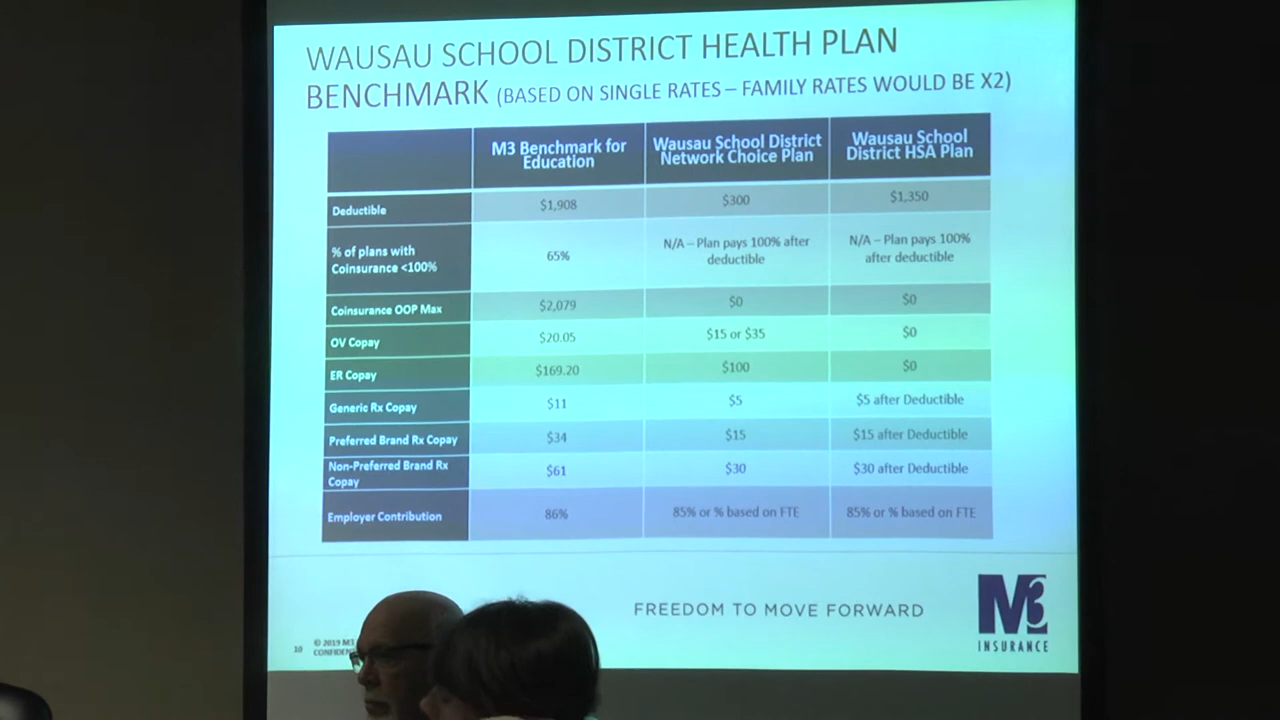 WAUSAU SCHOOL DISTRICT HEALTH PLAN
BENCHMARK (BASED ON SINGLE RATES – FAMILY RATES WOULD BE X2)
M3 Benchmark for Education Wausau School District Network Choice Plan Wausau School District HSA Plan
Deductible $1,908 $300 $1,350
% of plans with Coinsurance <100% 65% N/A – Plan pays 100% after deductible N/A – Plan pays 100% after deductible
Coinsurance OOP Max $2,079 $0 $0
OV Copay $20.05 $15 or $35 $0
ER Copay $169.20 $100 $0
Generic Rx Copay $11 $5 $5 after Deductible
Preferred Brand Rx Copay $34 $15 $15 after Deductible
Non-Preferred Brand Rx Copay $61 $30 $30 after Deductible
Employer Contribution 86% 85% or % based on FTE 85% or % based on FTE
FREEDOM TO MOVE FORWARD
M3
INSURANCE
10 © 2019 M3